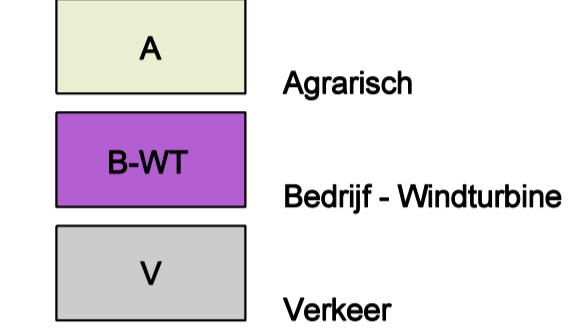 A
Agrarisch
B-WT
Bedrijf - Windturbine
V
Verkeer